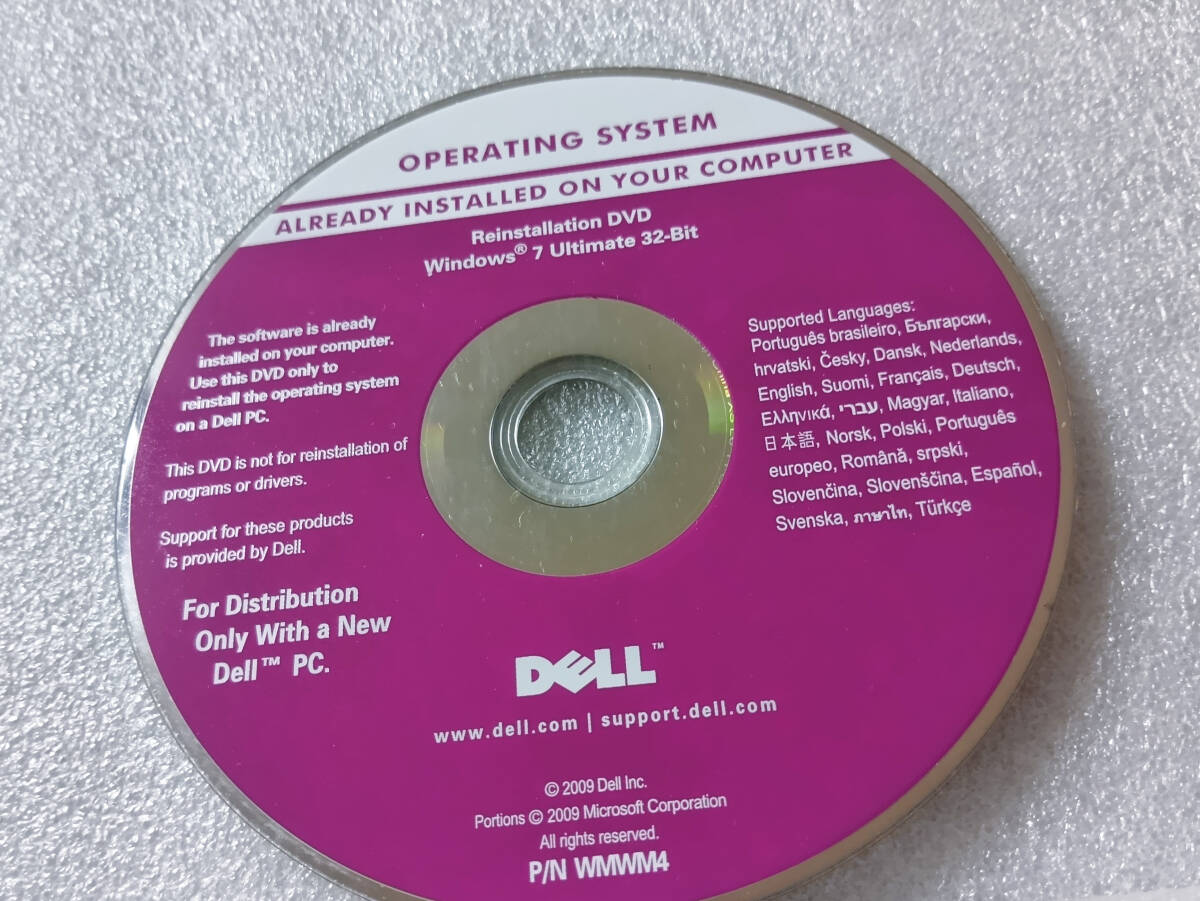 OPERATING SYSTEM
ALREADY INSTALLED ON YOUR COMPUTER
Reinstallation DVD
Windows® 7 Ultimate 32-Bit
The software is already
installed on your computer.
Use this DVD only to
reinstall the operating system
on a Dell PC.
This DVD is not for reinstallation of
programs or drivers.
Support for these products
is provided by Dell.
For Distribution
Only With a New
Dell™ PC.
Supported Languages:
Português brasileiro, Български,
hrvatski, Česky, Dansk, Nederlands,
English, Suomi, Français, Deutsch,
Ελληνικά, עברי, Magyar, Italiano,
日本語, Norsk, Polski, Português
europeo, Română, srpski,
Slovenčina, Slovenščina, Español,
Svenska, ภาษาไทย, Türkçe
DELL™
www.dell.com | support.dell.com
© 2009 Dell Inc.
Portions © 2009 Microsoft Corporation
All rights reserved.
P/N WMWM4